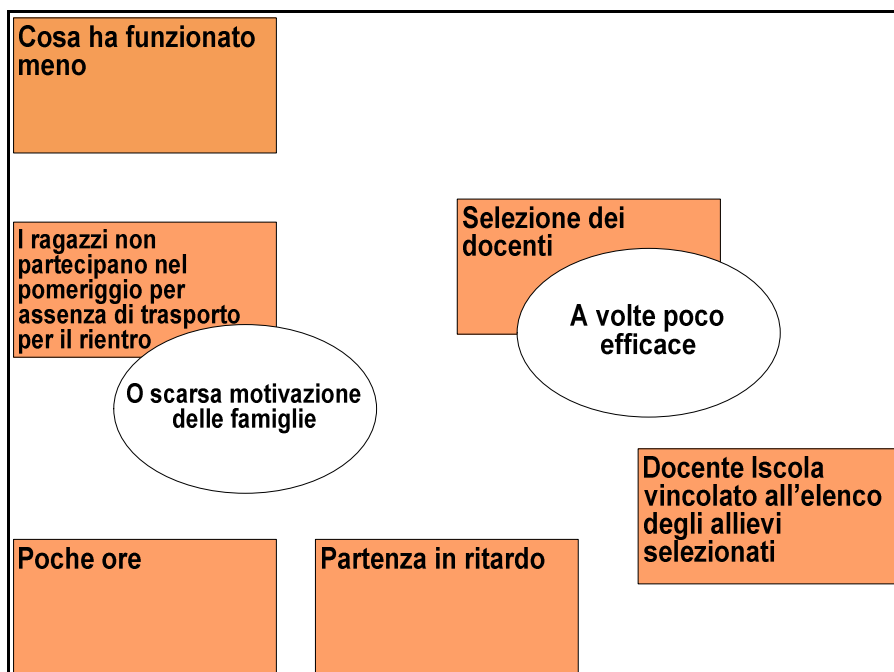 Cosa ha funzionato
meno
I ragazzi non
partecipano nel
pomeriggio per
assenza di trasporto
per il rientro
O scarsa motivazione
delle famiglie
Selezione dei
docenti
A volte poco
efficace
Docente Iscola
vincolato all’elenco
degli allievi
selezionati
Poche ore
Partenza in ritardo